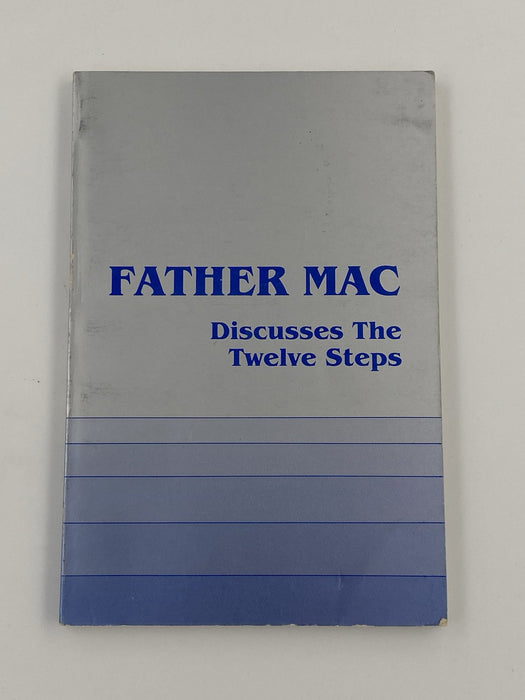 FATHER MAC
Discusses The
Twelve Steps